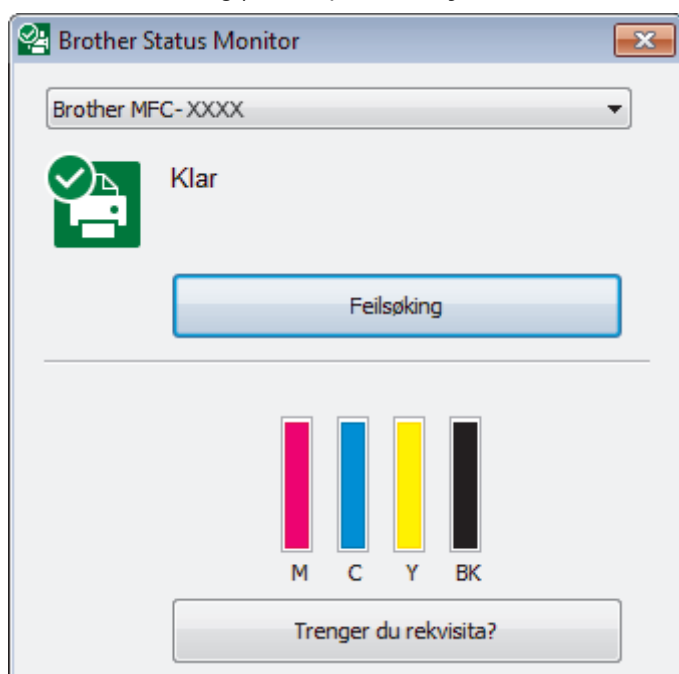 Brother Status Monitor
Brother MFC-XXXX
Klar
Feilsøking
M C Y BK
Trenger du rekvisita?